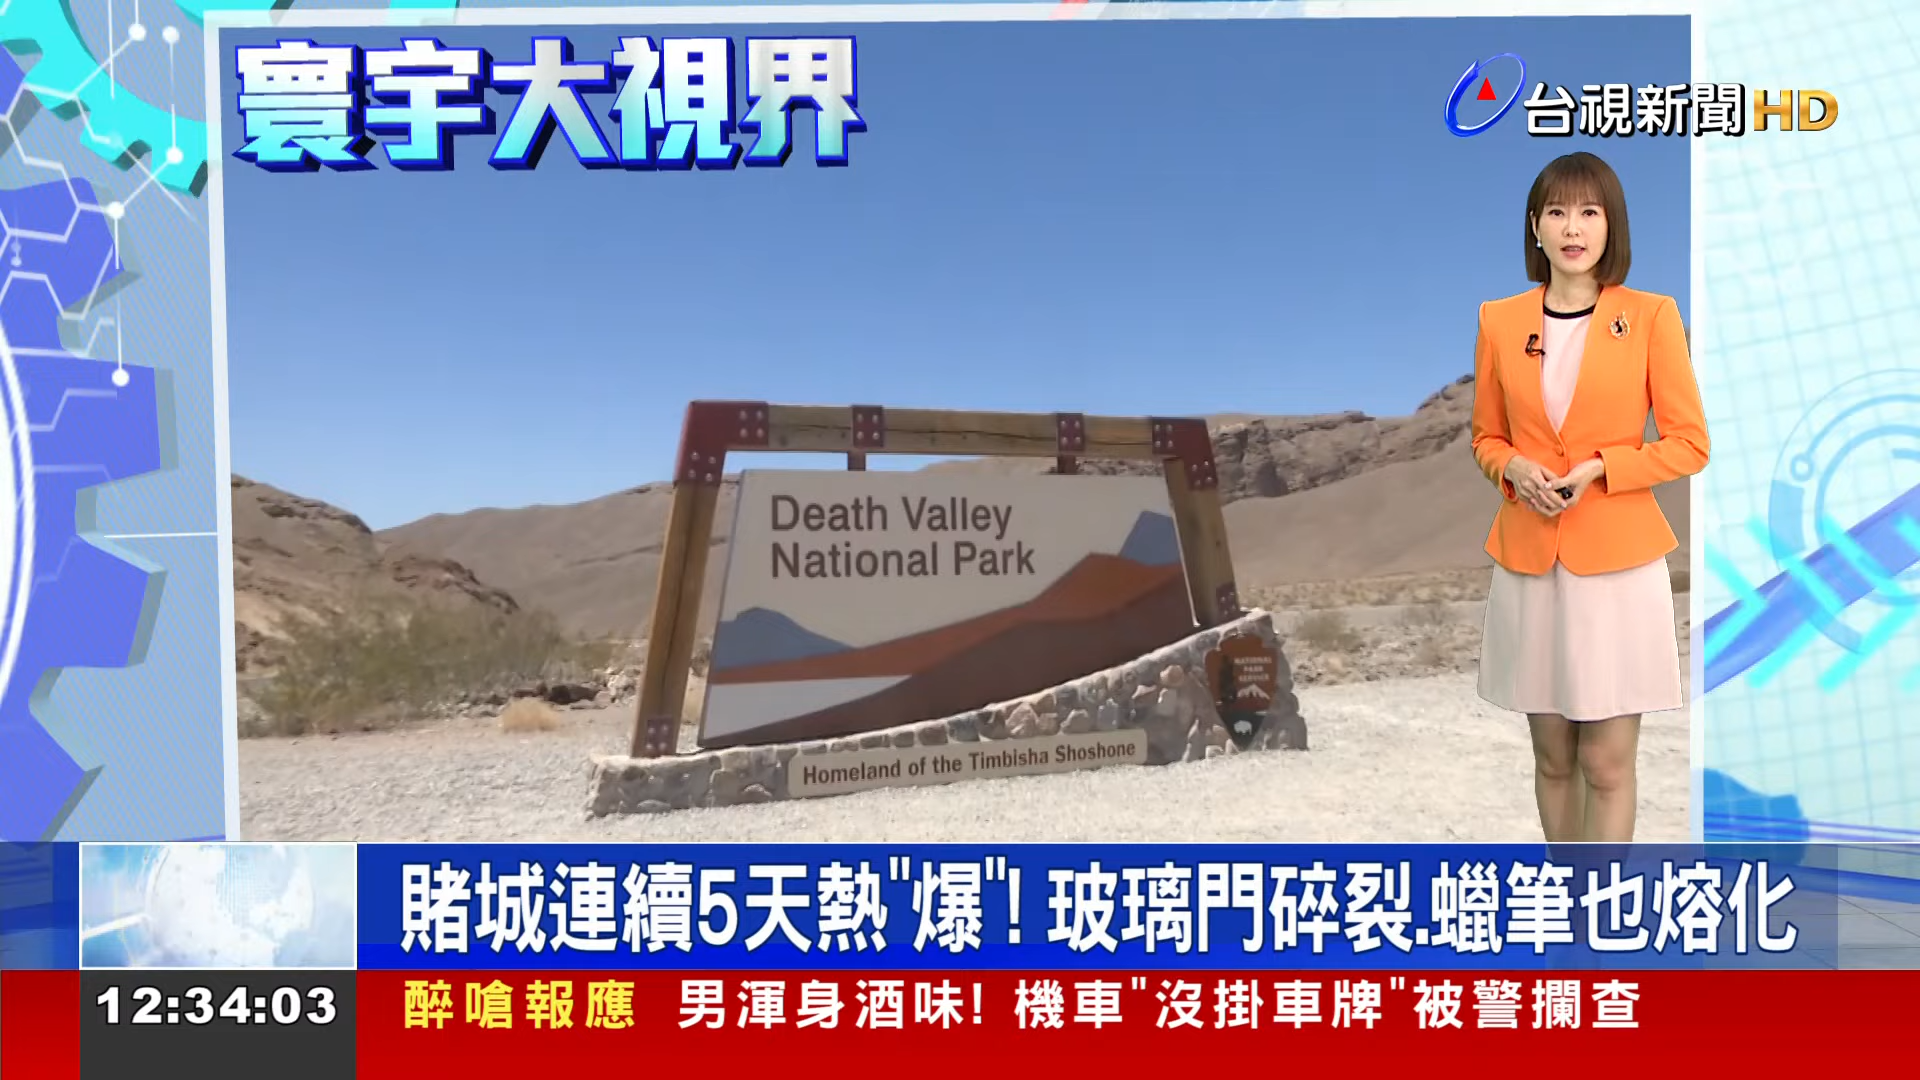 寰宇大視界
台視新聞HD
Death Valley
National Park
NATIONAL
PARK
SERVICE
Homeland of the Timbisha Shoshone
賭城連續5天熱"爆"! 玻璃門碎裂.蠟筆也熔化
12:34:03
醉嗆報應 男渾身酒味! 機車"沒掛車牌"被警攔查